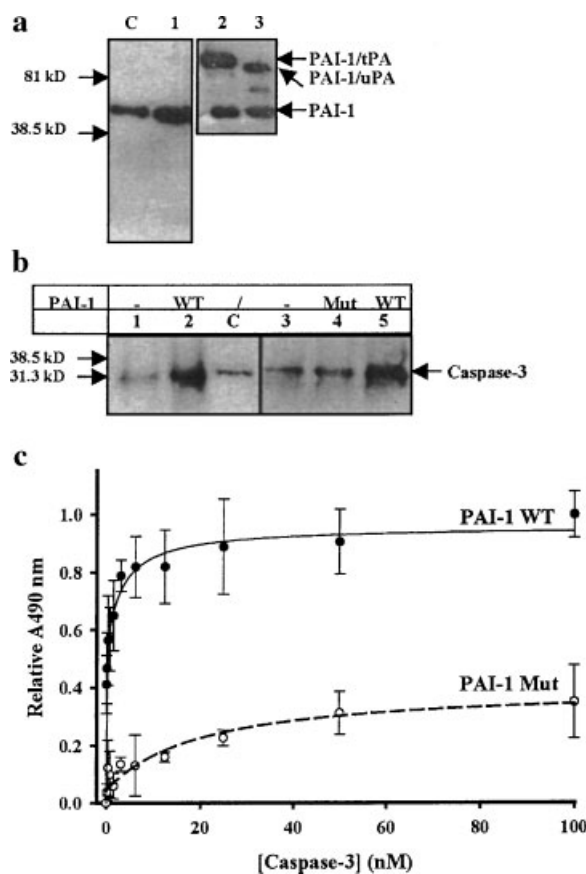 a
C 1 2 3
81 kD
38.5 kD
PAI-1/tPA
PAI-1/uPA
PAI-1
b
PAI-1 - WT / - Mut WT
1 2 C 3 4 5
38.5 kD
31.3 kD
Caspase-3
c
1.0
0.8
0.6
0.4
0.2
0.0
Relative A490 nm
PAI-1 WT
PAI-1 Mut
0 20 40 60 80 100
[Caspase-3] (nM)